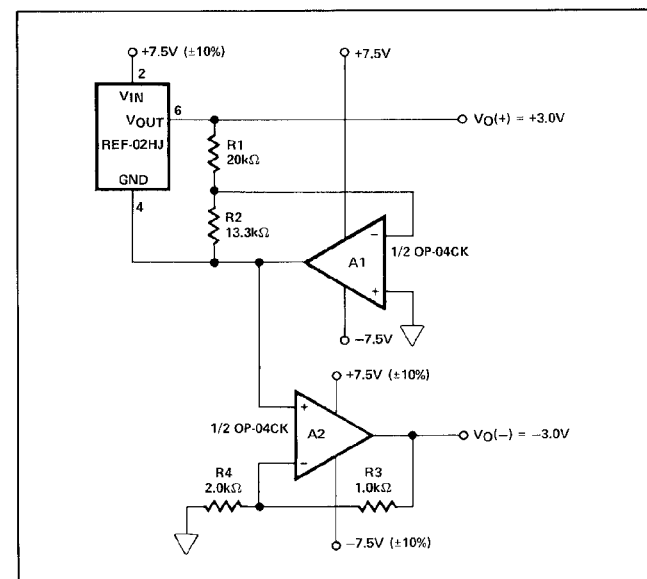 +7.5V (±10%)
2
VIN
VOUT
6
REF-02HJ
GND
4
R1
20kΩ
R2
13.3kΩ
+7.5V
VO(+) = +3.0V
−
A1
+
1/2 OP-04CK
−7.5V
+7.5V (±10%)
+
1/2 OP-04CK
A2
−
VO(−) = −3.0V
R4
2.0kΩ
R3
1.0kΩ
−7.5V (±10%)